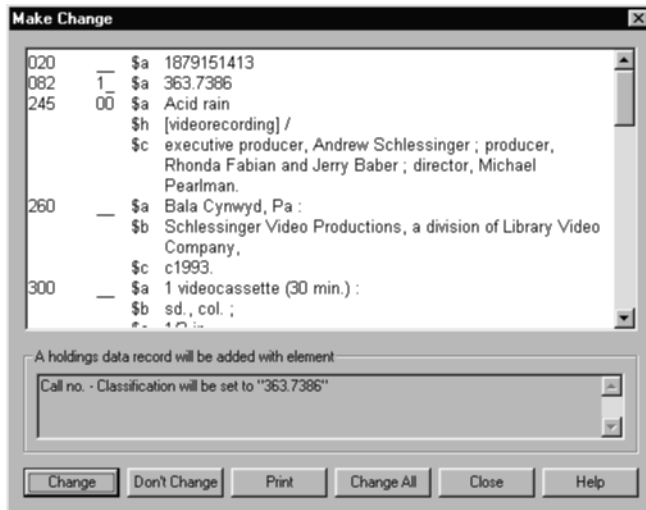 Make Change
020 __ $a 1879151413
082 1_ $a 363.7386
245 00 $a Acid rain
$h [videorecording] /
$c executive producer, Andrew Schlessinger ; producer,
Rhonda Fabian and Jerry Baber ; director, Michael
Pearlman.
260 __ $a Bala Cynwyd, Pa :
$b Schlessinger Video Productions, a division of Library Video
Company,
$c c1993.
300 __ $a 1 videocassette (30 min.) :
$b sd., col. ;
A holdings data record will be added with element
Call no. - Classification will be set to "363.7386"
Change Don't Change Print Change All Close Help